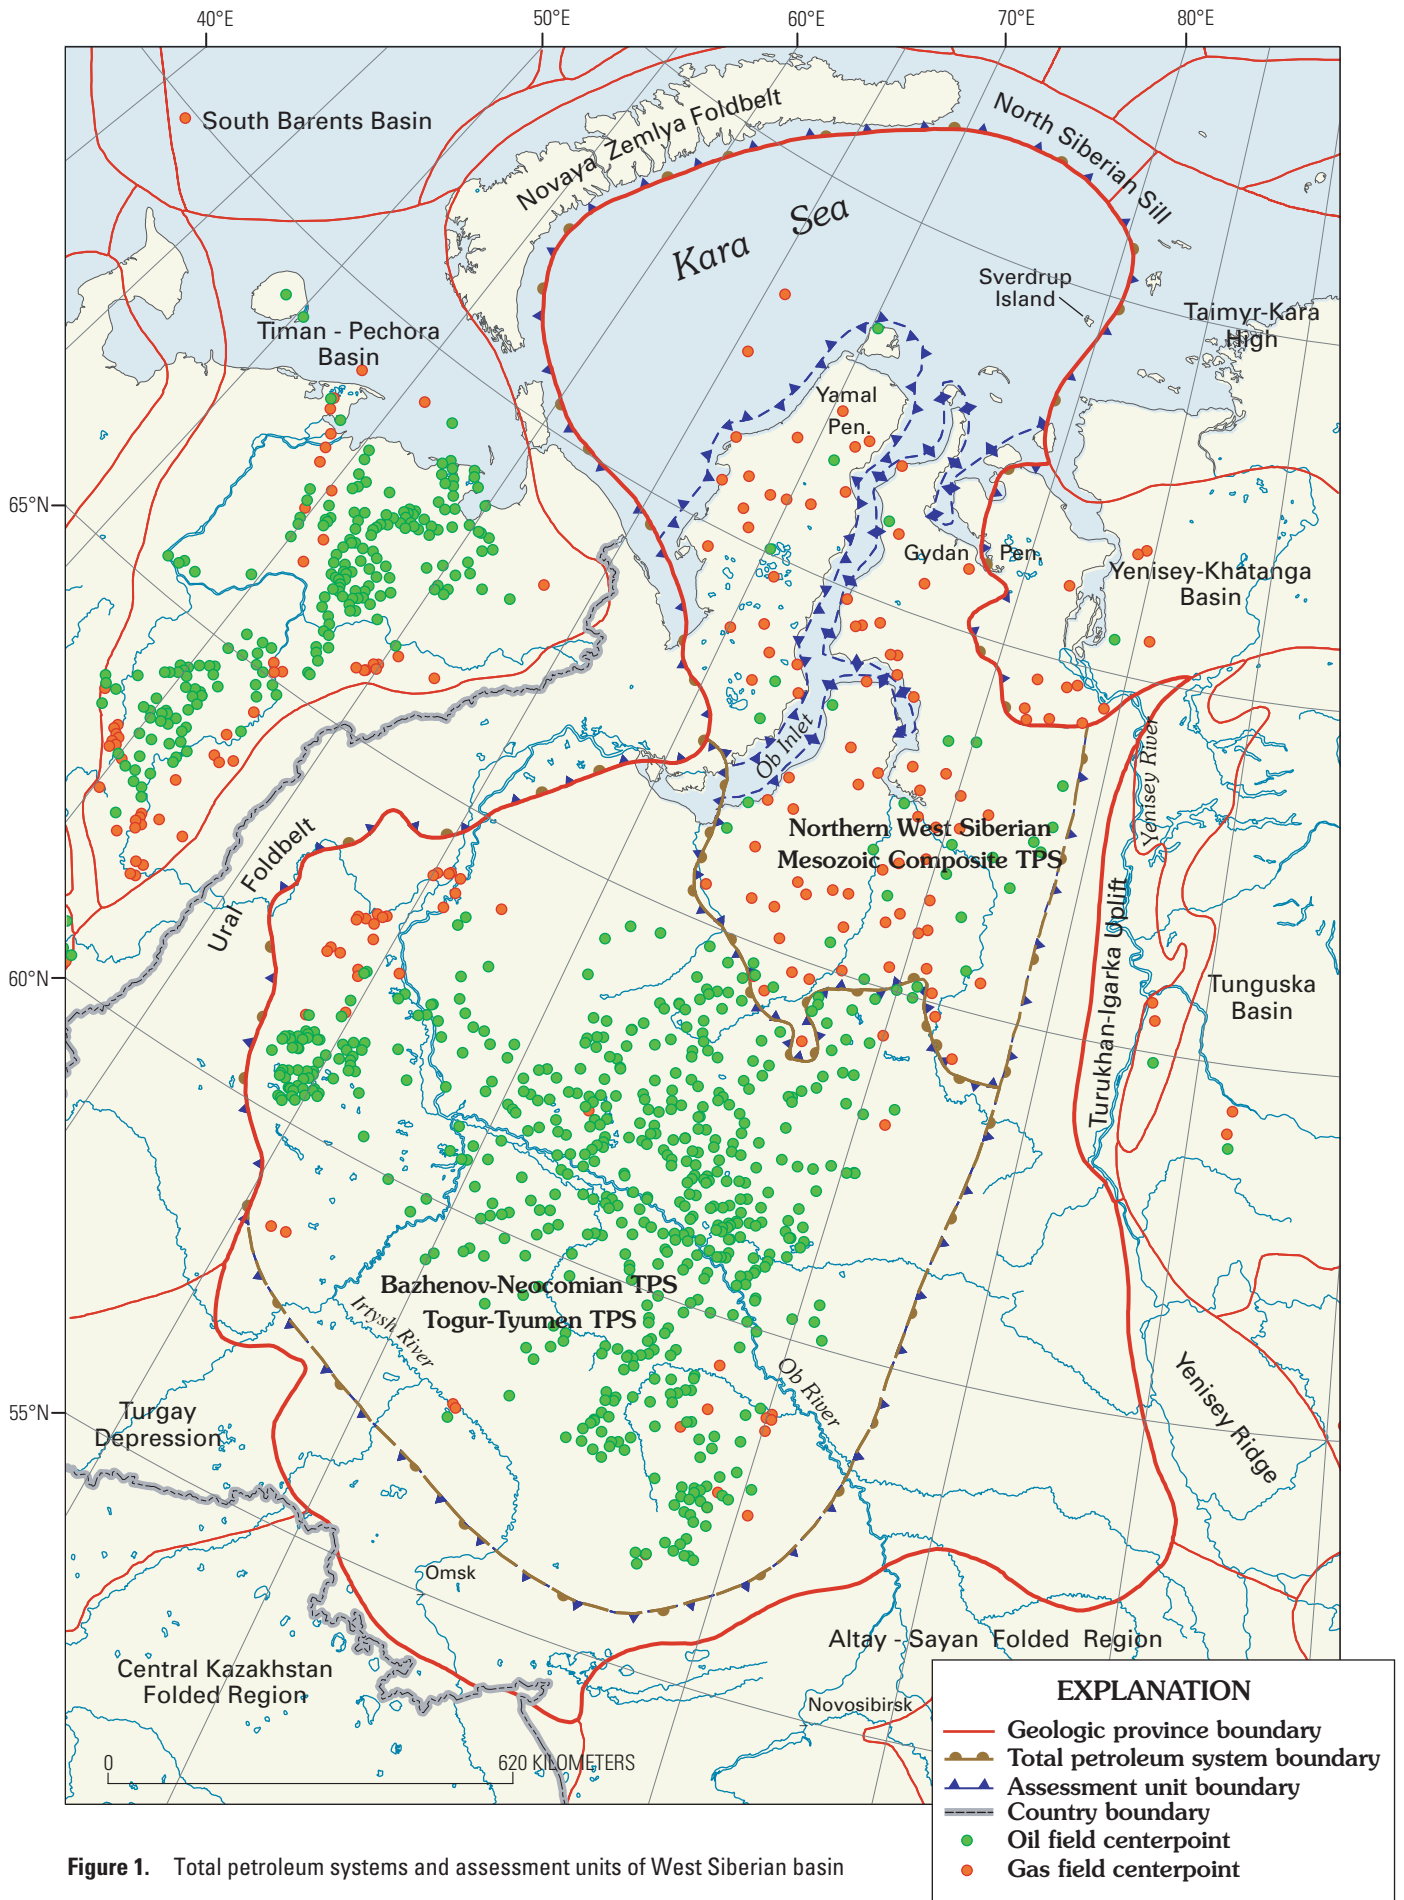 40°E
50°E
60°E
70°E
80°E
South Barents Basin
Novaya Zemlya Foldbelt
North Siberian Sill
Kara Sea
Sverdrup
Island
Taimyr-Kara
High
Timan - Pechora
Basin
Yamal
Pen.
65°N
Gydan Pen.
Yenisey-Khatanga
Basin
Ob Inlet
Yenisey River
Northern West Siberian
Mesozoic Composite TPS
Ural Foldbelt
Turukhan-Igarka Uplift
60°N
Tunguska
Basin
Bazhenov-Neocomian TPS
Togur-Tyumen TPS
Irtysh River
Ob River
Yenisey Ridge
55°N
Turgay
Depression
Omsk
Altay - Sayan Folded Region
Central Kazakhstan
Folded Region
Novosibirsk
0
620 KILOMETERS
EXPLANATION
Geologic province boundary
Total petroleum system boundary
Assessment unit boundary
Country boundary
Oil field centerpoint
Gas field centerpoint
Figure 1. Total petroleum systems and assessment units of West Siberian basin